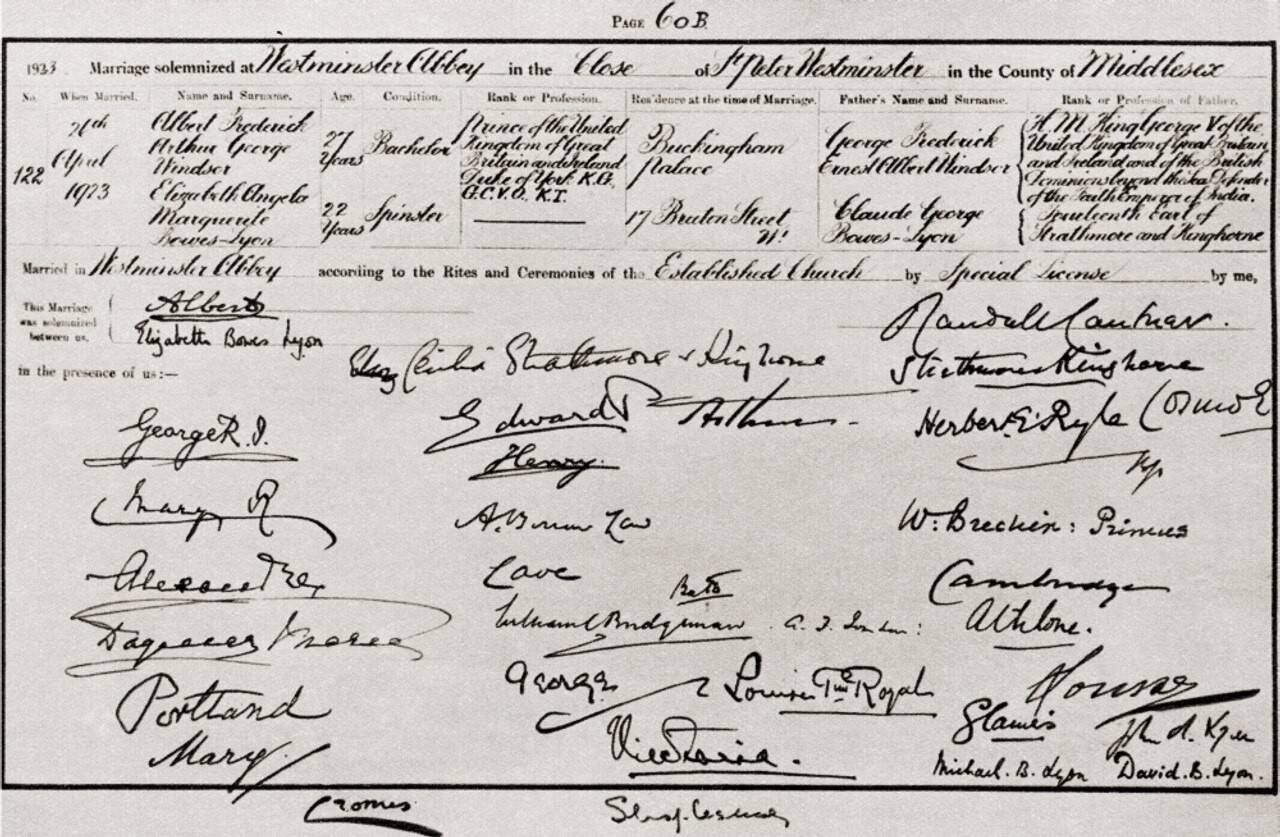 PAGE 60B.
1923. Marriage solemnized at Westminster Abbey in the Close of St Peter Westminster in the County of Middlesex
No. When Married. Name and Surname. Age. Condition. Rank or Profession. Residence at the time of Marriage. Father's Name and Surname. Rank or Profession of Father.
122
26th
April
1923
Albert Frederick
Arthur George
Windsor
27
Years
Bachelor
Prince of the United
Kingdom of Great
Britain and Ireland
Duke of York K.G.
G.C.V.O., K.T.
Buckingham
Palace
George Frederick
Ernest Albert Windsor
H.M. King George V of the
United Kingdom of Great Britain
and Ireland and of the British
Dominions beyond the Sea Defender
of the Faith Emperor of India.
Elizabeth Angela
Marguerite
Bowes-Lyon
22
Years
Spinster
17 Bruton Street
W1
Claude George
Bowes-Lyon
Fourteenth Earl of
Strathmore and Kinghorne
Married in Westminster Abbey according to the Rites and Ceremonies of the Established Church by Special License by me,
This Marriage
was solemnized
between us,
Albert
Elizabeth Bowes Lyon
Randall Cantuar.
in the presence of us:—
Cecilia Strathmore & Kinghorne
Strathmore Kinghorne
George R.I.
Edward P
Arthur.
Herbert E Ryle
Henry.
Mary R
A. Bonar Law
W: Brechin: Primus
Alexandra
Cave
Cambridge
William C Bridgeman
Athlone.
Portland
George
Louise
Royal
Glamis
Mary
Victoria.
Michael. B. Lyon
David. B. Lyon.